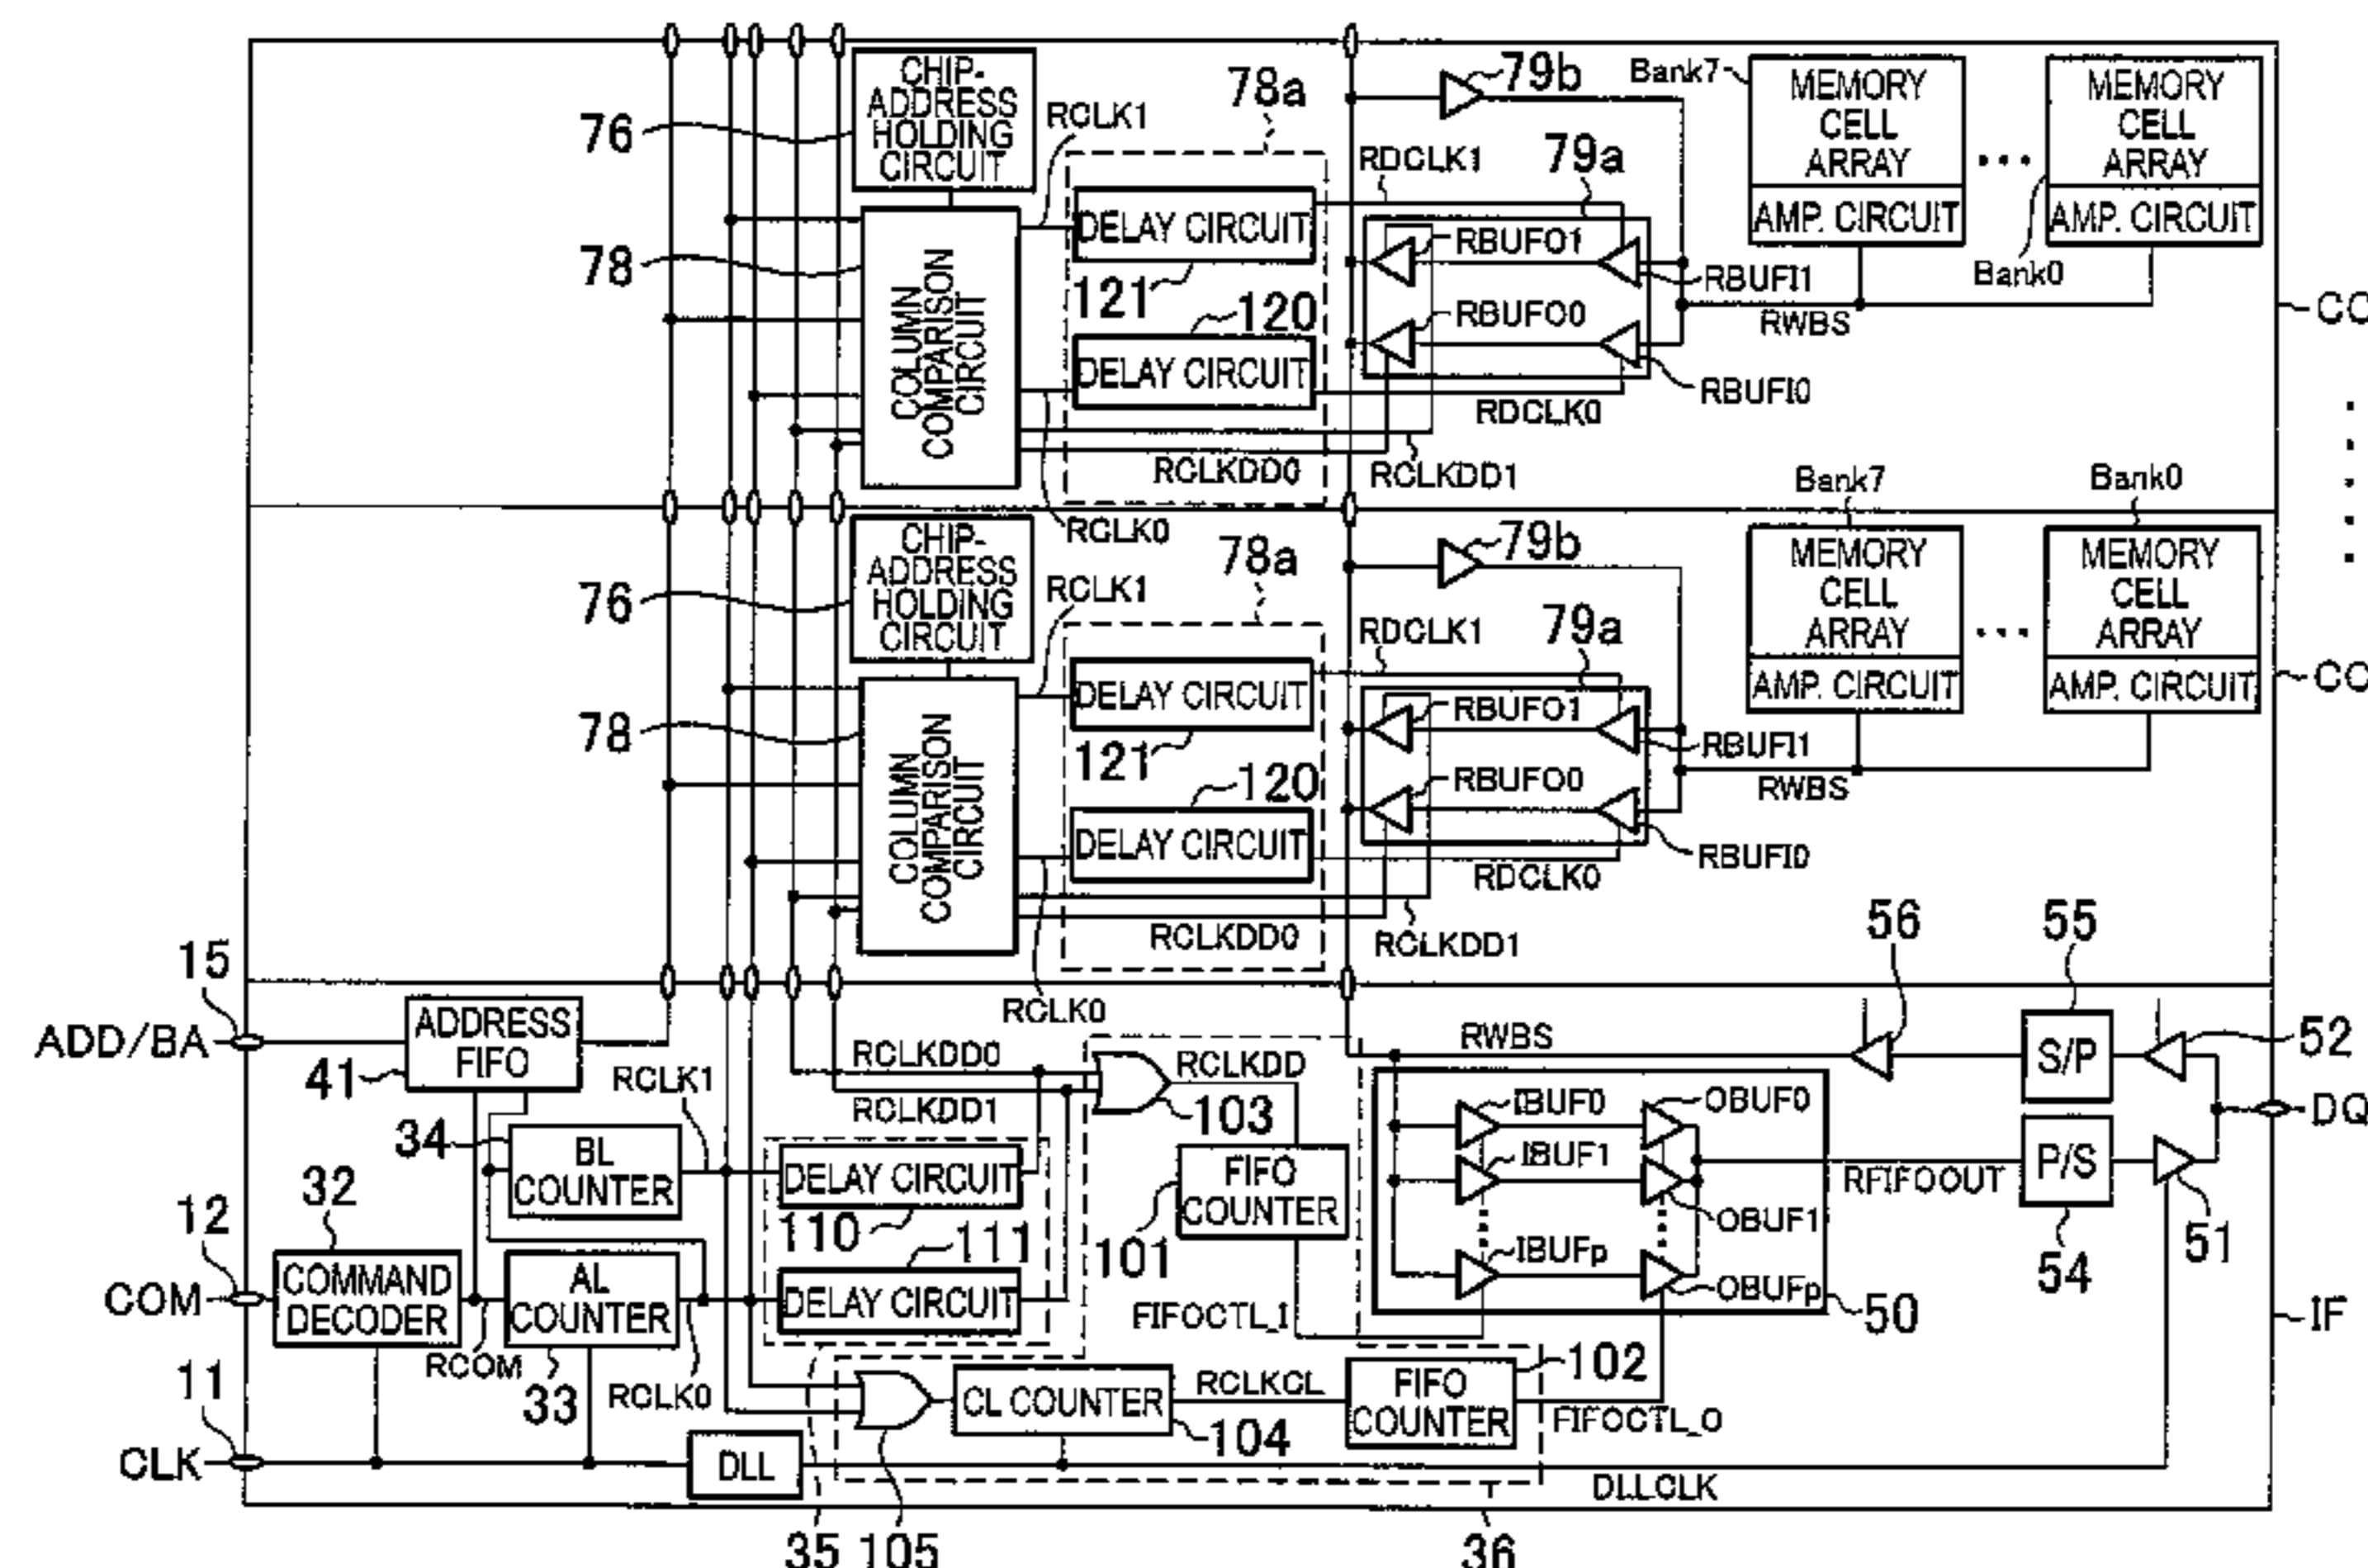 CHIP-
ADDRESS
HOLDING
CIRCUIT
76
RCLK1
78a
79b
Bank7
MEMORY
CELL
ARRAY
AMP. CIRCUIT
MEMORY
CELL
ARRAY
AMP. CIRCUIT
Bank0
RDCLK1
79a
78
COLUMN
COMPARISON
CIRCUIT
DELAY CIRCUIT
121
120
DELAY CIRCUIT
RBUFO1
RBUFI1
RBUFO0
RBUFI0
RWBS
CC
RDCLK0
RCLKDD0
RCLKDD1
RCLK0
CHIP-
ADDRESS
HOLDING
CIRCUIT
76
RCLK1
78a
79b
Bank7
Bank0
MEMORY
CELL
ARRAY
AMP. CIRCUIT
MEMORY
CELL
ARRAY
AMP. CIRCUIT
RDCLK1
79a
78
COLUMN
COMPARISON
CIRCUIT
DELAY CIRCUIT
121
120
DELAY CIRCUIT
RBUFO1
RBUFI1
RBUFO0
RBUFI0
RWBS
CC
RDCLK0
RCLKDD0
RCLKDD1
RCLK0
15
ADD/BA
ADDRESS
FIFO
41
RCLKDD0
RCLK1
RCLKDD1
RCLKDD
103
RWBS
56
55
S/P
52
DQ
34
BL
COUNTER
DELAY CIRCUIT
110
111
DELAY CIRCUIT
FIFO
COUNTER
101
FIFOCTL_I
IBUF0
IBUF1
IBUFp
OBUF0
OBUF1
OBUFp
50
RFIFOOUT
P/S
54
51
IF
12
COM
32
COMMAND
DECODER
RCOM
AL
COUNTER
33
RCLK0
11
CLK
DLL
CL COUNTER
104
RCLKCL
FIFO
COUNTER
102
FIFOCTL_O
DLLCLK
35
105
36